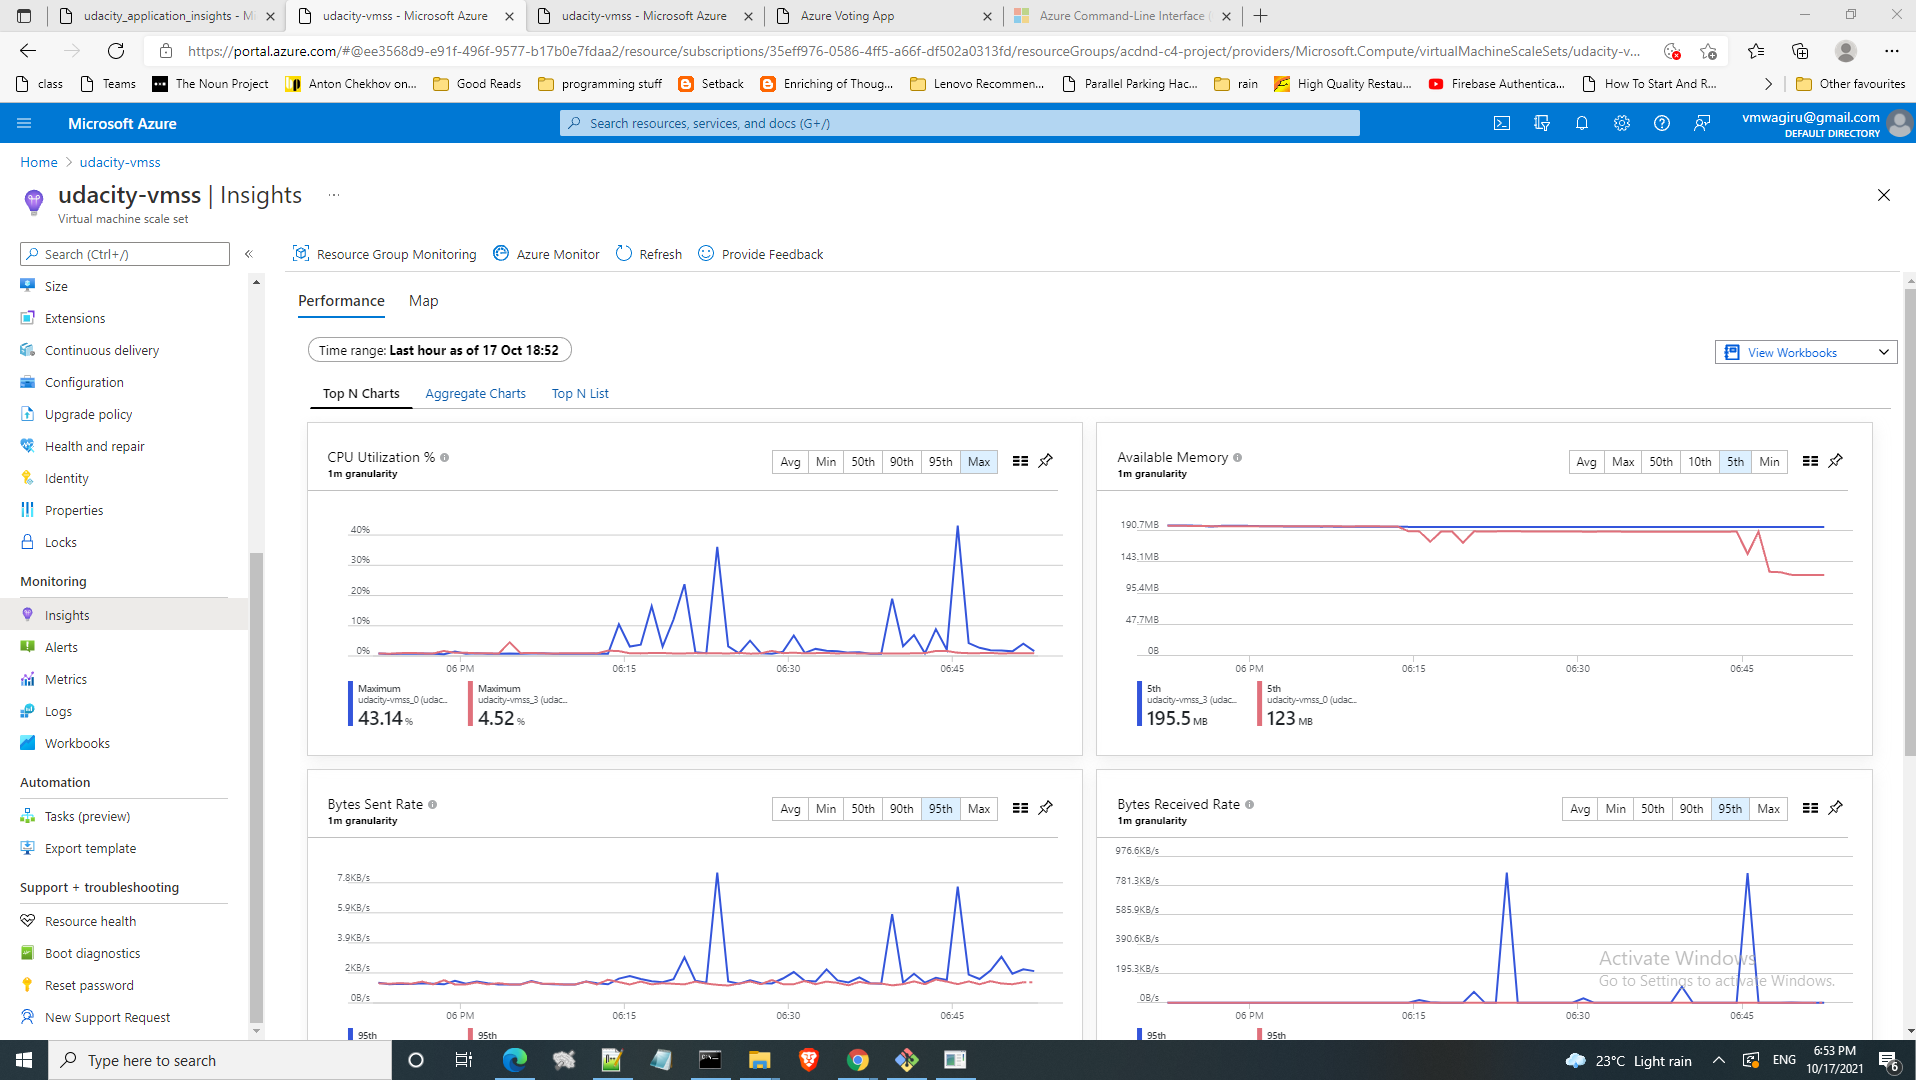 udacity_application_insights - Mi
udacity-vmss - Microsoft Azure
udacity-vmss - Microsoft Azure
Azure Voting App
Azure Command-Line Interface (
https://portal.azure.com/#@ee3568d9-e91f-496f-9577-b17b0e7fdaa2/resource/subscriptions/35eff976-0586-4ff5-a66f-df502a0313fd/resourceGroups/acdnd-c4-project/providers/Microsoft.Compute/virtualMachineScaleSets/udacity-v...
class
Teams
The Noun Project
Anton Chekhov on...
Good Reads
programming stuff
Setback
Enriching of Thoug...
Lenovo Recommen...
Parallel Parking Hac...
rain
High Quality Restau...
Firebase Authentica...
How To Start And R...
Other favourites
Microsoft Azure
Search resources, services, and docs (G+/)
vmwagiru@gmail.com
DEFAULT DIRECTORY
Home > udacity-vmss
udacity-vmss | Insights ...
Virtual machine scale set
Search (Ctrl+/)
Size
Extensions
Continuous delivery
Configuration
Upgrade policy
Health and repair
Identity
Properties
Locks
Monitoring
Insights
Alerts
Metrics
Logs
Workbooks
Automation
Tasks (preview)
Export template
Support + troubleshooting
Resource health
Boot diagnostics
Reset password
New Support Request
Resource Group Monitoring
Azure Monitor
Refresh
Provide Feedback
Performance
Map
Time range: Last hour as of 17 Oct 18:52
View Workbooks
Top N Charts
Aggregate Charts
Top N List
CPU Utilization %
1m granularity
Avg Min 50th 90th 95th Max
40%
30%
20%
10%
0%
06 PM 06:15 06:30 06:45
Maximum
udacity-vmss_0 (udac...
43.14 %
Maximum
udacity-vmss_3 (udac...
4.52 %
Available Memory
1m granularity
Avg Max 50th 10th 5th Min
190.7MB
143.1MB
95.4MB
47.7MB
0B
06 PM 06:15 06:30 06:45
5th
udacity-vmss_3 (udac...
195.5 MB
5th
udacity-vmss_0 (udac...
123 MB
Bytes Sent Rate
1m granularity
Avg Min 50th 90th 95th Max
7.8KB/s
5.9KB/s
3.9KB/s
2KB/s
0B/s
06 PM 06:15 06:30 06:45
95th
95th
Bytes Received Rate
1m granularity
Avg Min 50th 90th 95th Max
976.6KB/s
781.3KB/s
585.9KB/s
390.6KB/s
195.3KB/s
0B/s
06 PM 06:15 06:30 06:45
95th
95th
Activate Windows
Go to Settings to activate Windows.
Type here to search
23°C Light rain
ENG
6:53 PM
10/17/2021
6